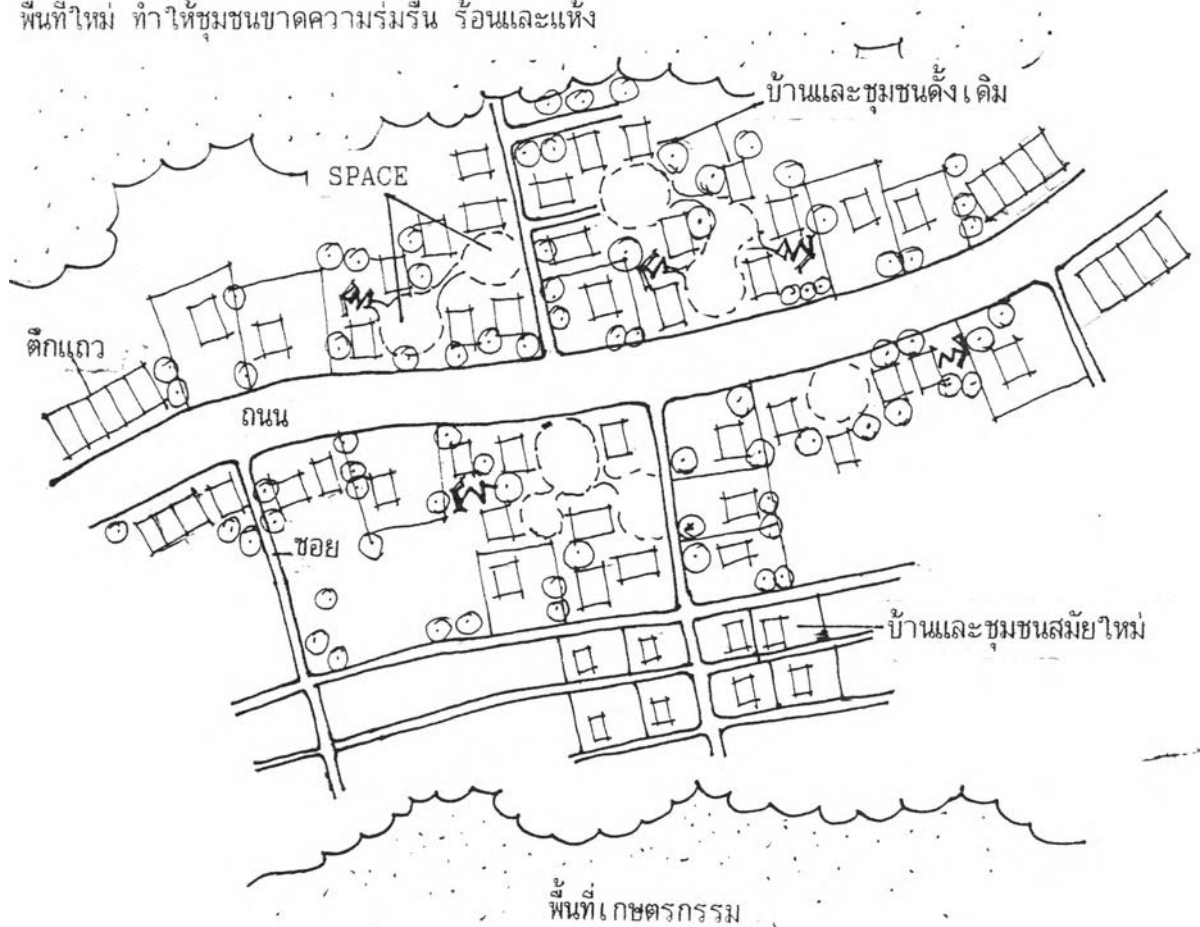 พื้นที่ใหม่ ทำให้ชุมชนขาดความร่มรื่น ร้อนและแห้ง
บ้านและชุมชนดั้งเดิม
SPACE
ตึกแถว
ถนน
ซอย
บ้านและชุมชนสมัยใหม่
พื้นที่เกษตรกรรม